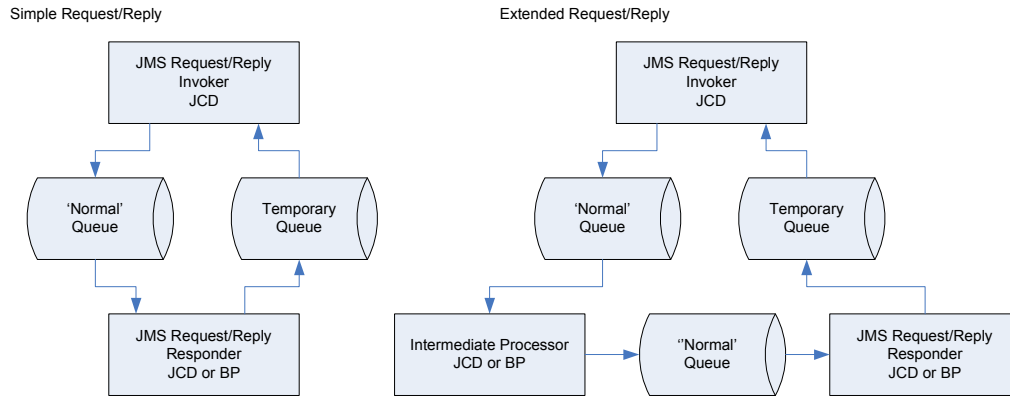 Simple Request/Reply
JMS Request/Reply
Invoker
JCD
‘Normal’
Queue
Temporary
Queue
JMS Request/Reply
Responder
JCD or BP
Extended Request/Reply
JMS Request/Reply
Invoker
JCD
‘Normal’
Queue
Temporary
Queue
Intermediate Processor
JCD or BP
‘’Normal’
Queue
JMS Request/Reply
Responder
JCD or BP